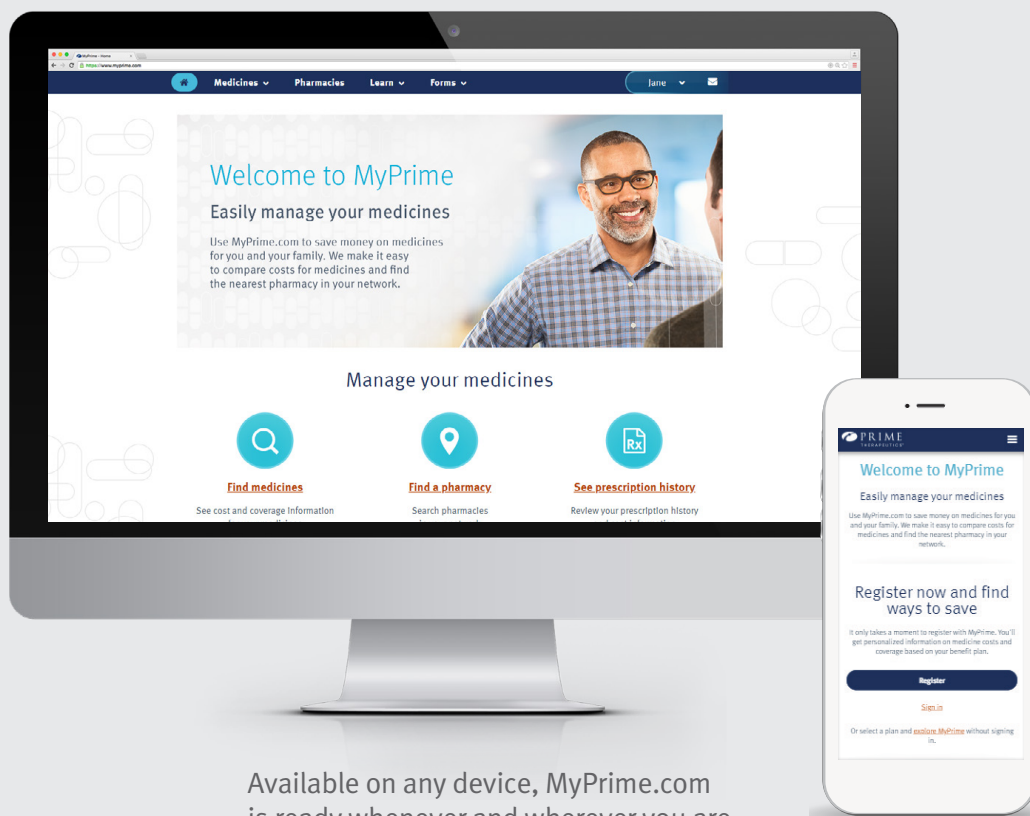 MyPrime - Home
https://www.myprime.com
Medicines Pharmacies Learn Forms Jane
Welcome to MyPrime
Easily manage your medicines
Use MyPrime.com to save money on medicines
for you and your family. We make it easy
to compare costs for medicines and find
the nearest pharmacy in your network.
Manage your medicines
Rx
Find medicines
Find a pharmacy
See prescription history
See cost and coverage information
Search pharmacies
Review your prescription history
PRIME
THERAPEUTICS
Welcome to MyPrime
Easily manage your medicines
Use MyPrime.com to save money on medicines for you
and your family. We make it easy to compare costs for
medicines and find the nearest pharmacy in your
network.
Register now and find
ways to save
It only takes a moment to register with MyPrime. You'll
get personalized information on medicine costs and
coverage based on your benefit plan.
Register
Sign in
Or select a plan and explore MyPrime without signing
in.
Available on any device, MyPrime.com
is ready whenever and wherever you are